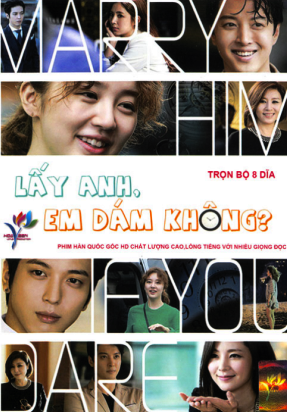 MARRY
HIM
TRỌN BỘ 8 DĨA
LẤY ANH,
EM DÁM KHÔNG?
PHIM HÀN QUỐC GỐC HD CHẤT LƯỢNG CAO,LỒNG TIẾNG VỚI NHIỀU GIỌNG ĐỌC
IF YOU
DARE